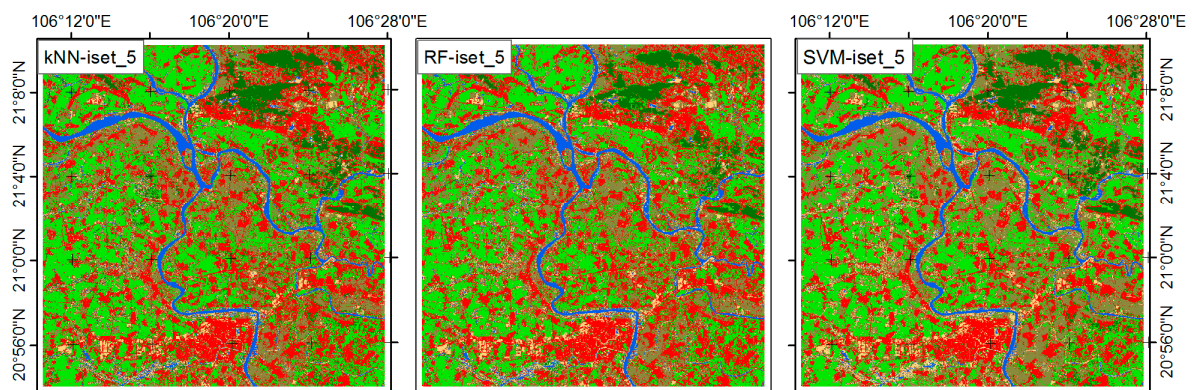 106°12'0"E 106°20'0"E 106°28'0"E 106°12'0"E 106°20'0"E 106°28'0"E
kNN-iset_5 RF-iset_5 SVM-iset_5
21°8'0"N 21°8'0"N
21°4'0"N 21°4'0"N
21°0'0"N 21°0'0"N
20°56'0"N 20°56'0"N